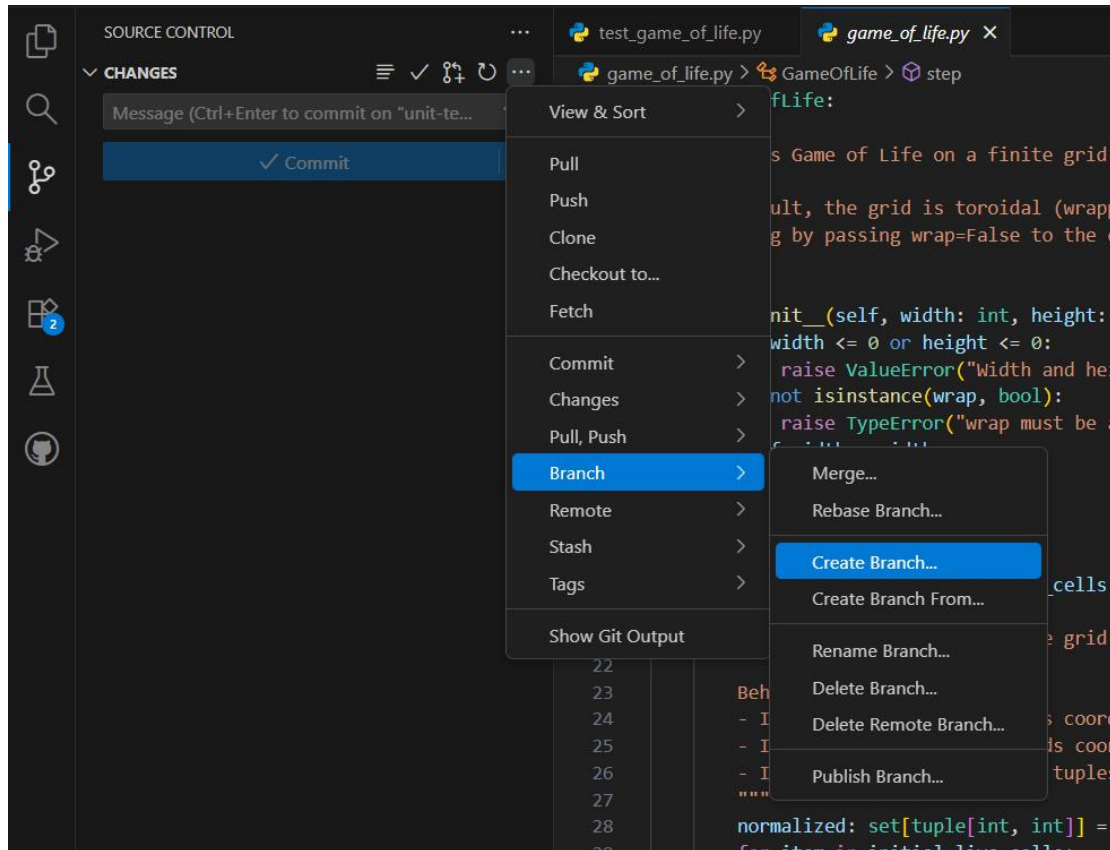 SOURCE CONTROL
CHANGES
Message (Ctrl+Enter to commit on "unit-te...
Commit
2
test_game_of_life.py
game_of_life.py
game_of_life.py > GameOfLife > step
View & Sort
Pull
Push
Clone
Checkout to...
Fetch
Commit
Changes
Pull, Push
Branch
Remote
Stash
Tags
Show Git Output
Merge...
Rebase Branch...
Create Branch...
Create Branch From...
Rename Branch...
Delete Branch...
Delete Remote Branch...
Publish Branch...
fLife:
s Game of Life on a finite grid
ult, the grid is toroidal (wrap
g by passing wrap=False to the
nit__(self, width: int, height:
width <= 0 or height <= 0:
raise ValueError("Width and he
not isinstance(wrap, bool):
raise TypeError("wrap must be
_cells
grid
22
23 Beh
24 - I s coor
25 - I ds coo
26 - I tuples
27 """
28 normalized: set[tuple[int, int]] =